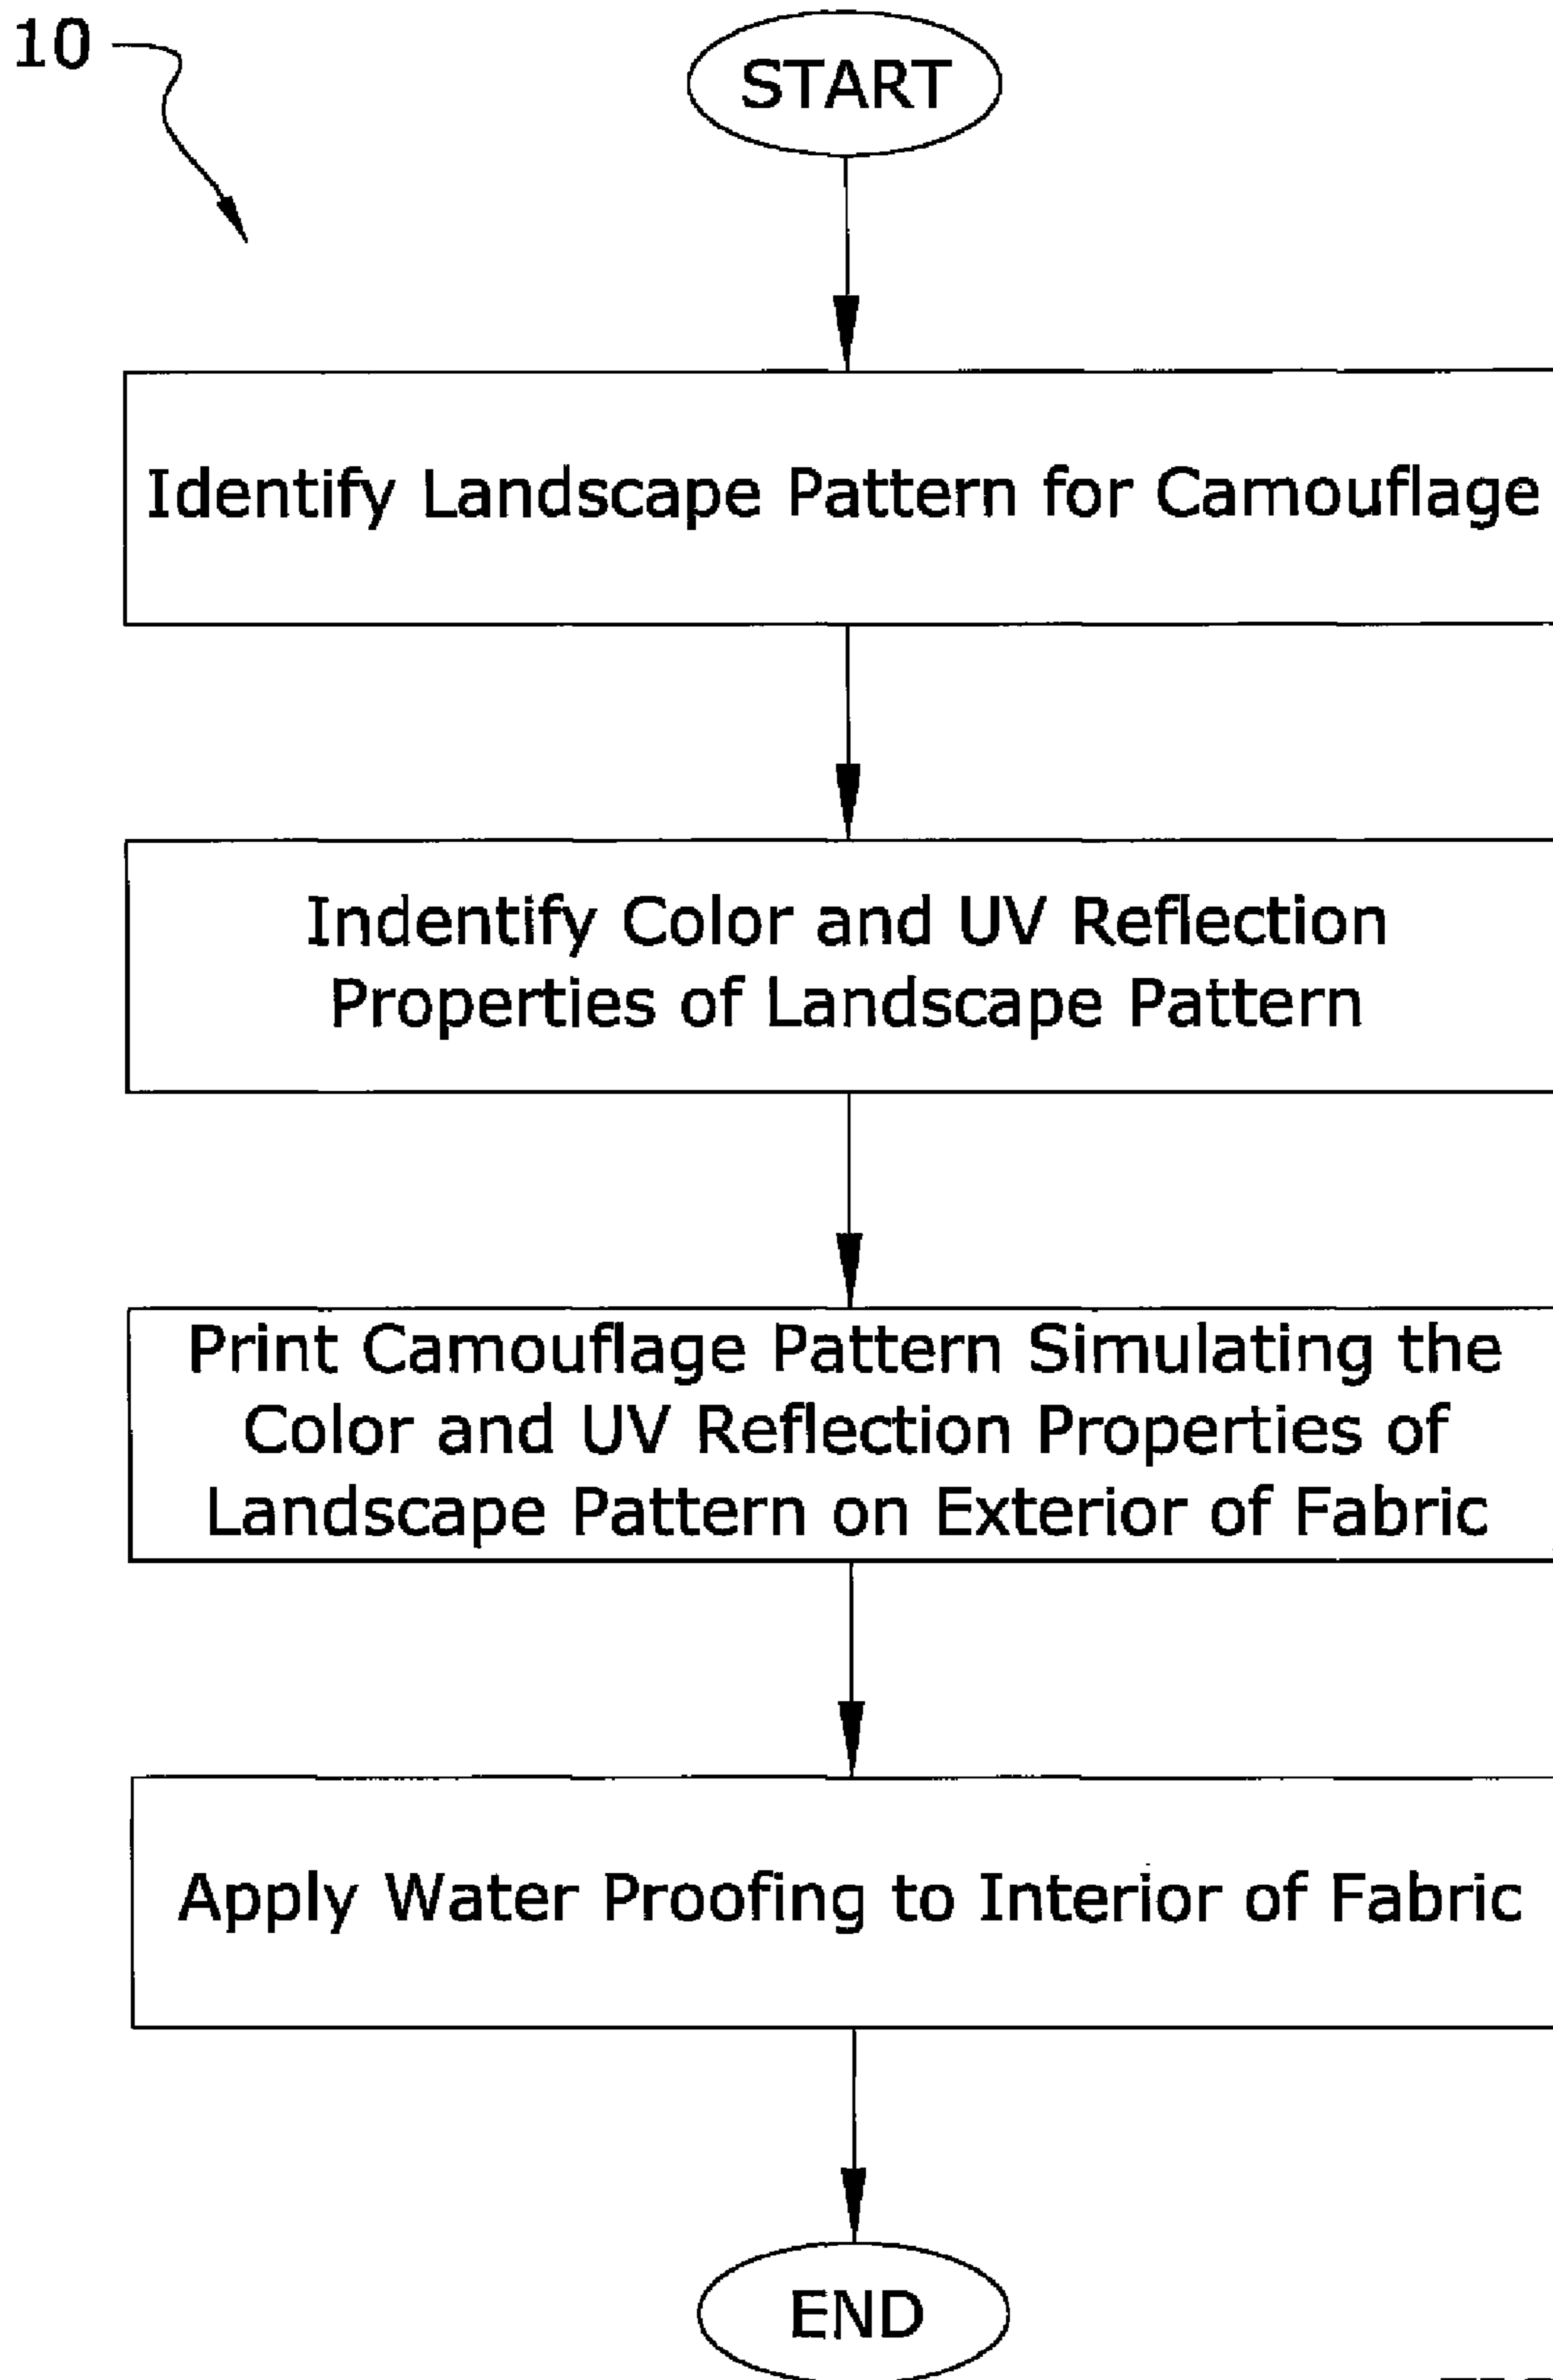 10
START
Identify Landscape Pattern for Camouflage
Indentify Color and UV Reflection
Properties of Landscape Pattern
Print Camouflage Pattern Simulating the
Color and UV Reflection Properties of
Landscape Pattern on Exterior of Fabric
Apply Water Proofing to Interior of Fabric
END